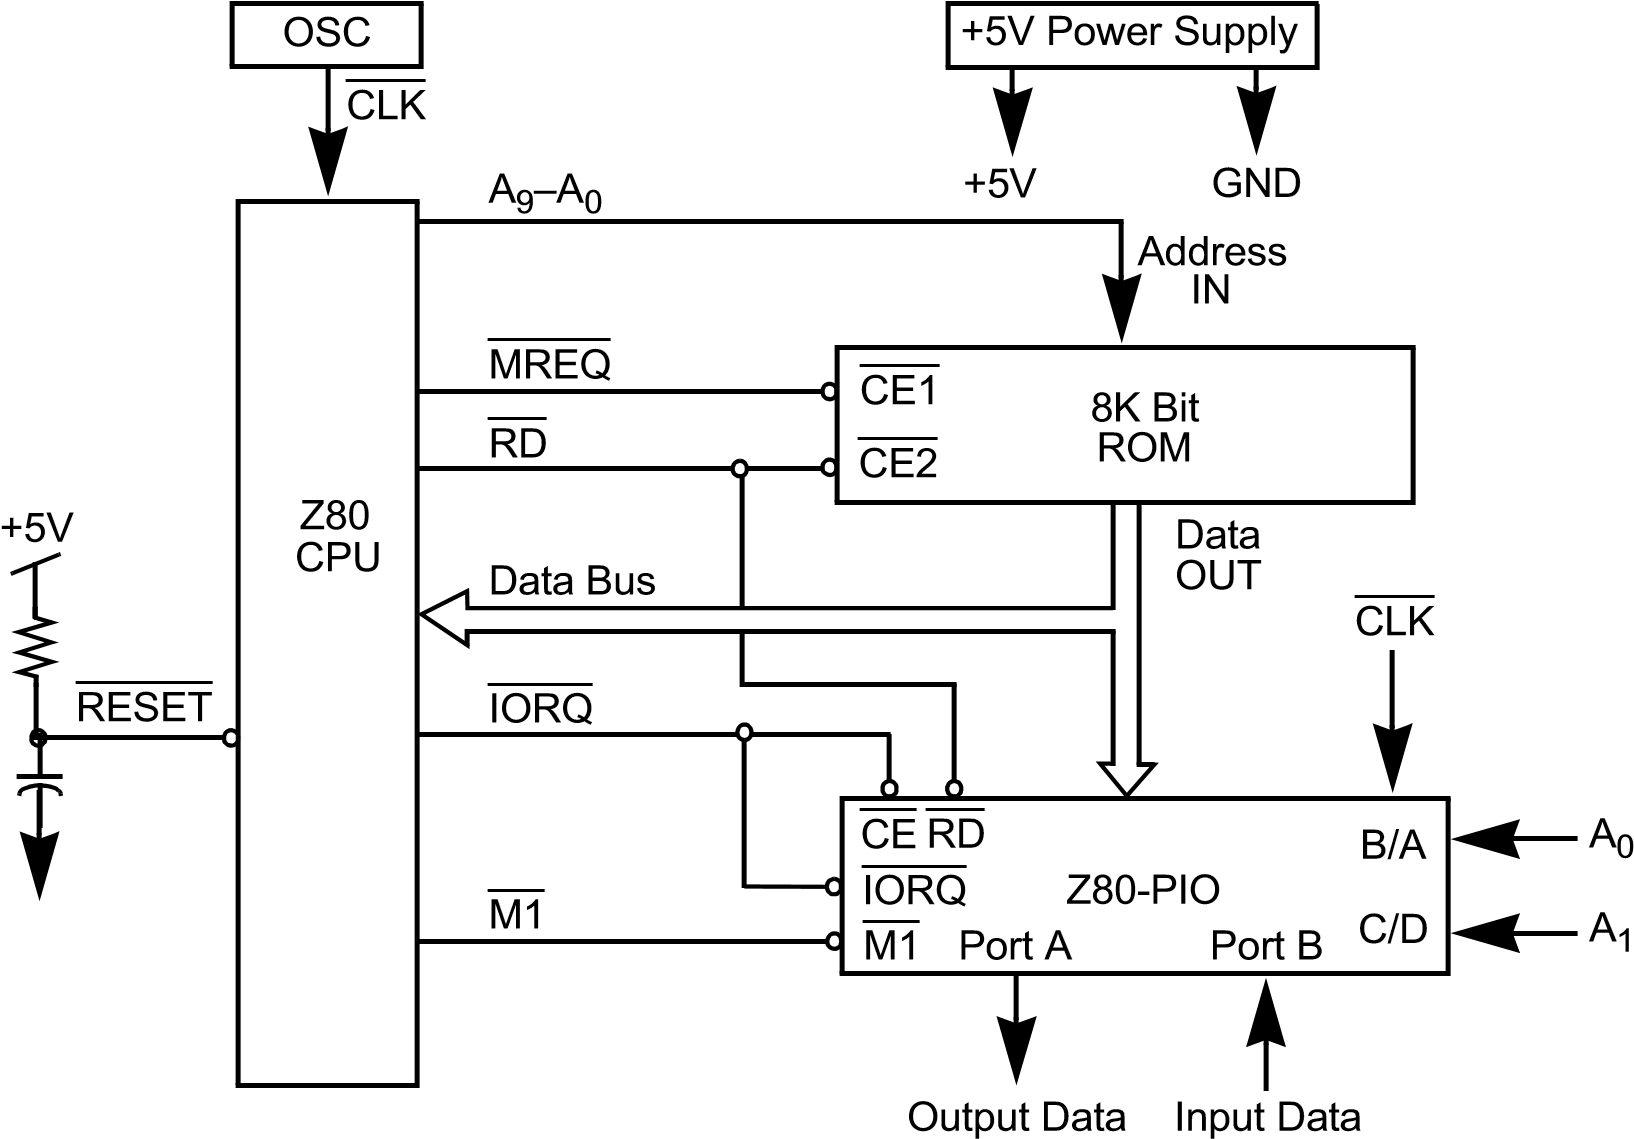 OSC
+5V Power Supply
CLK
+5V
GND
A9–A0
Address
IN
MREQ
CE1
8K Bit
ROM
RD
CE2
Z80
CPU
+5V
Data
OUT
Data Bus
CLK
RESET
IORQ
CE RD
B/A
A0
IORQ
Z80-PIO
M1
M1
Port A
Port B
C/D
A1
Output Data
Input Data